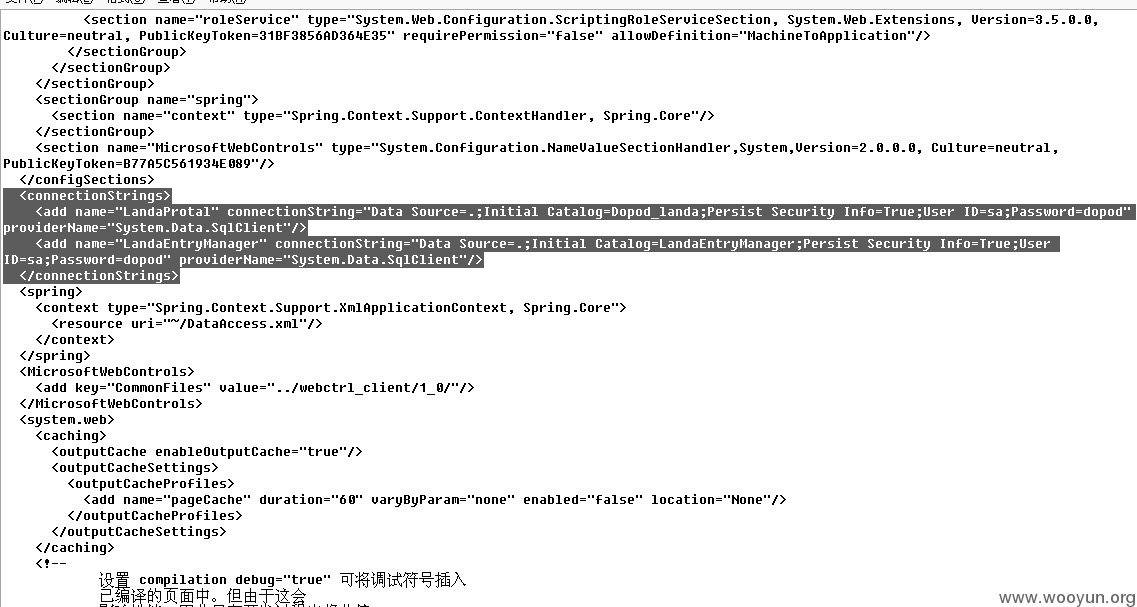 <section name="roleService" type="System.Web.Configuration.ScriptingRoleServiceSection, System.Web.Extensions, Version=3.5.0.0,
Culture=neutral, PublicKeyToken=31BF3856AD364E35" requirePermission="false" allowDefinition="MachineToApplication"/>
</sectionGroup>
</sectionGroup>
</sectionGroup>
<sectionGroup name="spring">
<section name="context" type="Spring.Context.Support.ContextHandler, Spring.Core"/>
</sectionGroup>
<section name="MicrosoftWebControls" type="System.Configuration.NameValueSectionHandler,System,Version=2.0.0.0, Culture=neutral,
PublicKeyToken=B77A5C561934E089"/>
</configSections>
<connectionStrings>
<add name="LandaProtal" connectionString="Data Source=.;Initial Catalog=Dopod_landa;Persist Security Info=True;User ID=sa;Password=dopod"
providerName="System.Data.SqlClient"/>
<add name="LandaEntryManager" connectionString="Data Source=.;Initial Catalog=LandaEntryManager;Persist Security Info=True;User
ID=sa;Password=dopod" providerName="System.Data.SqlClient"/>
</connectionStrings>
<spring>
<context type="Spring.Context.Support.XmlApplicationContext, Spring.Core">
<resource uri="~/DataAccess.xml"/>
</context>
</spring>
<MicrosoftWebControls>
<add key="CommonFiles" value="../webctrl_client/1_0/"/>
</MicrosoftWebControls>
<system.web>
<caching>
<outputCache enableOutputCache="true"/>
<outputCacheSettings>
<outputCacheProfiles>
<add name="pageCache" duration="60" varyByParam="none" enabled="false" location="None"/>
</outputCacheProfiles>
</outputCacheSettings>
</caching>
<!--
设置 compilation debug="true" 可将调试符号插入
已编译的页面中。但由于这会
www.wooyun.org